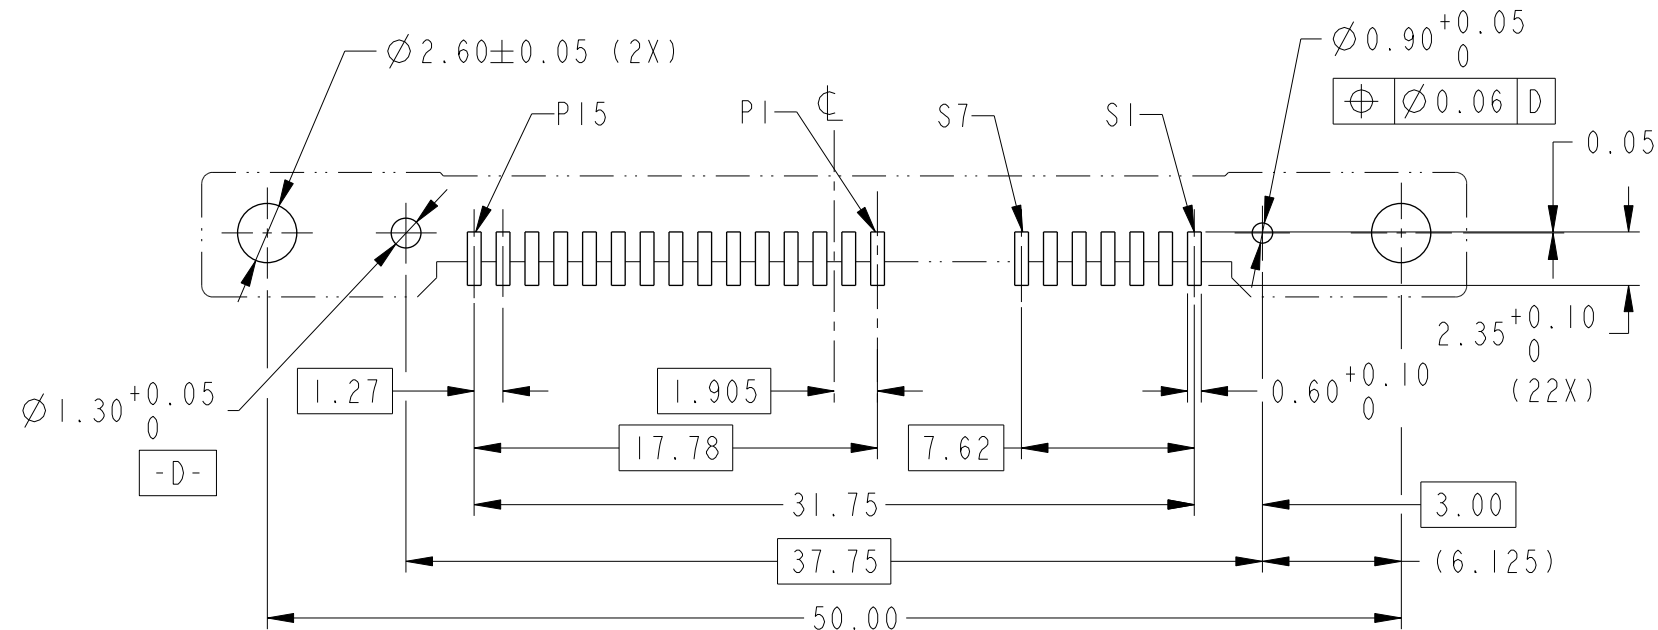 Ø2.60±0.05 (2X)
Ø0.90 +0.05
0
⌖ Ø0.06 D
P15
P1
℄
S7
S1
0.05
2.35 +0.10
0
(22X)
Ø1.30 +0.05
0
-D-
1.27
1.905
0.60 +0.10
0
17.78
7.62
31.75
3.00
37.75
(6.125)
50.00